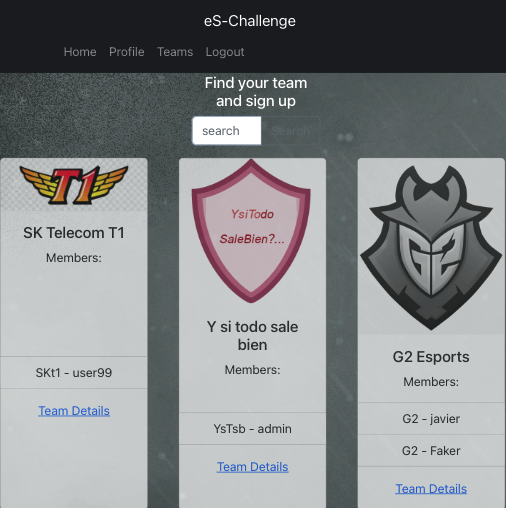 eS-Challenge
Home Profile Teams Logout
Find your team
and sign up
search Search
T1
SK Telecom T1
Members:
SKt1 - user99
Team Details
YsiTodo
SaleBien?...
Y si todo sale
bien
Members:
YsTsb - admin
Team Details
G2
G2 Esports
Members:
G2 - javier
G2 - Faker
Team Details